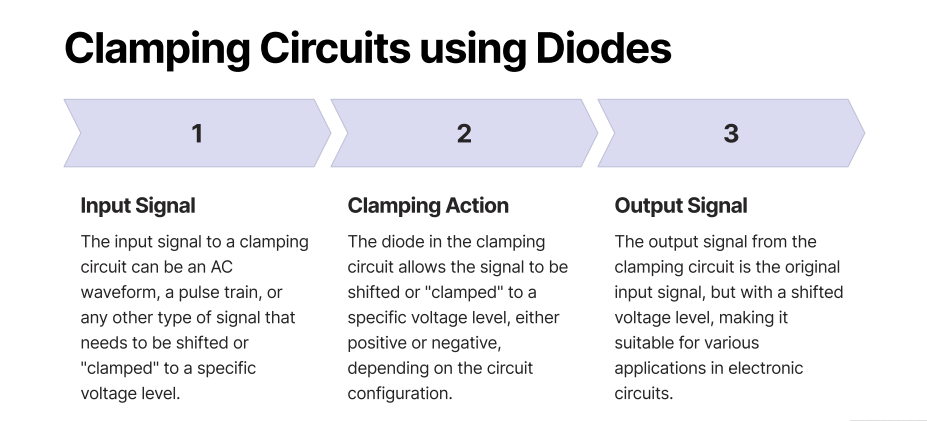 Clamping Circuits using Diodes
1
2
3
Input Signal
The input signal to a clamping
circuit can be an AC
waveform, a pulse train, or
any other type of signal that
needs to be shifted or
"clamped" to a specific
voltage level.
Clamping Action
The diode in the clamping
circuit allows the signal to be
shifted or "clamped" to a
specific voltage level, either
positive or negative,
depending on the circuit
configuration.
Output Signal
The output signal from the
clamping circuit is the original
input signal, but with a shifted
voltage level, making it
suitable for various
applications in electronic
circuits.